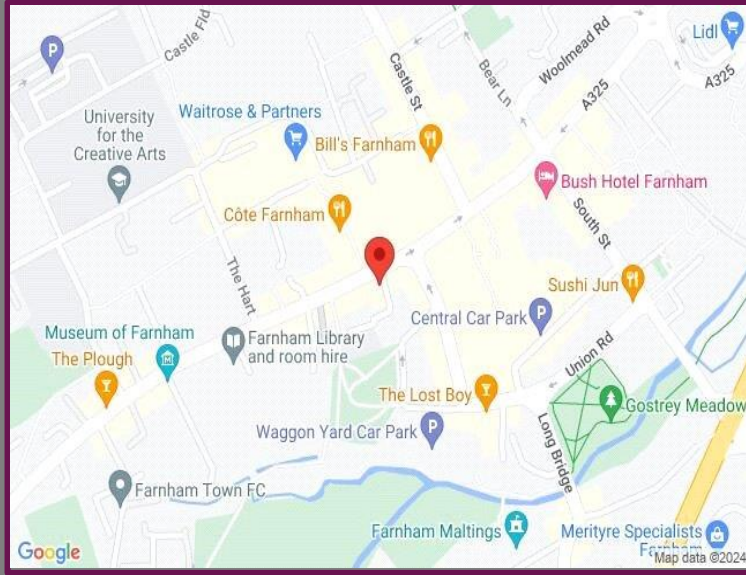 Castle Fld
P
Woolmead Rd
Lidl
A325
A325
Bear Ln
Castle St
University
for the
Creative Arts
Waitrose & Partners
Bill's Farnham
Bush Hotel Farnham
Côte Farnham
South St
The Hart
Sushi Jun
Central Car Park
P
Museum of Farnham
Farnham Library
and room hire
Union Rd
The Plough
The Lost Boy
Gostrey Meadow
Waggon Yard Car Park
P
Long Bridge
Farnham Town FC
Farnham Maltings
Merityre Specialists
Farnham
Google
Map data ©2024